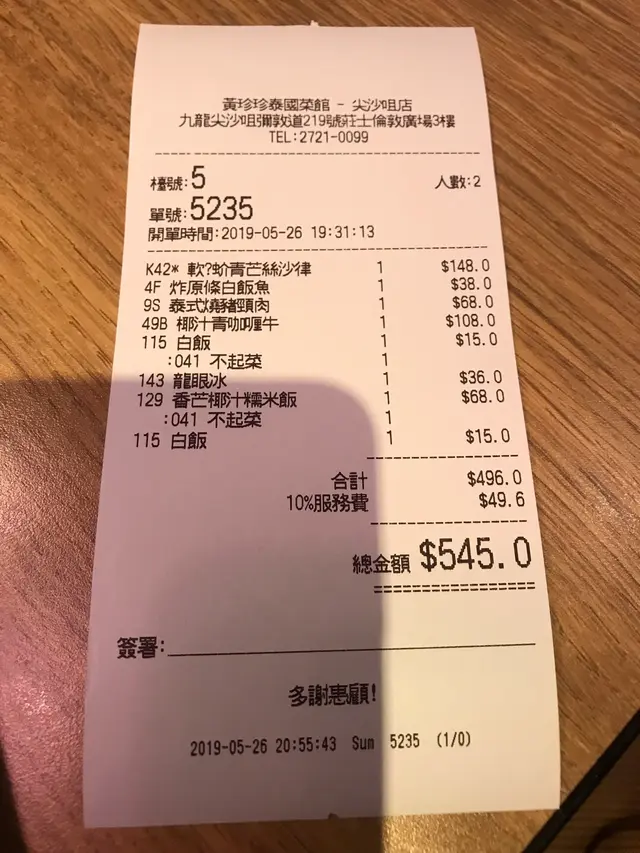 黃珍珍泰國菜館 - 尖沙咀店
九龍尖沙咀彌敦道219號莊士倫敦廣場3樓
TEL:2721-0099
檯號:5 人數:2
單號:5235
開單時間:2019-05-26 19:31:13
K42* 軟?蚧青芒絲沙律 1 $148.0
4F 炸原條白飯魚 1 $38.0
9S 泰式燒豬頸肉 1 $68.0
49B 椰汁青咖喱牛 1 $108.0
115 白飯 1 $15.0
:041 不起菜 1
143 龍眼冰 1 $36.0
129 香芒椰汁糯米飯 1 $68.0
:041 不起菜 1
115 白飯 1 $15.0
合計 $496.0
10%服務費 $49.6
總金額 $545.0
簽署:
多謝惠顧!
2019-05-26 20:55:43 Sun 5235 (1/0)